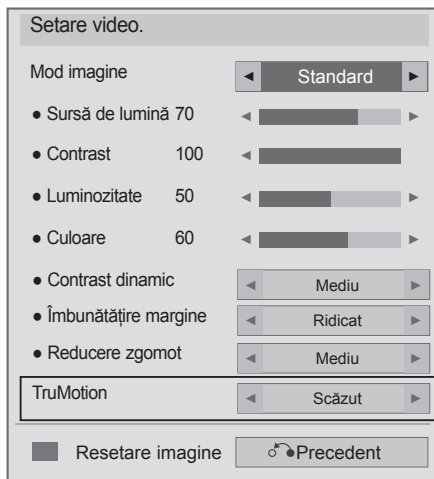 Setare video.
Mod imagine ◄ Standard ►
● Sursă de lumină 70 ◄ ►
● Contrast 100 ◄
● Luminozitate 50 ◄ ►
● Culoare 60 ◄ ►
● Contrast dinamic ◄ Mediu ►
● Îmbunătăţire margine ◄ Ridicat ►
● Reducere zgomot ◄ Mediu ►
TruMotion ◄ Scăzut ►
Resetare imagine Precedent